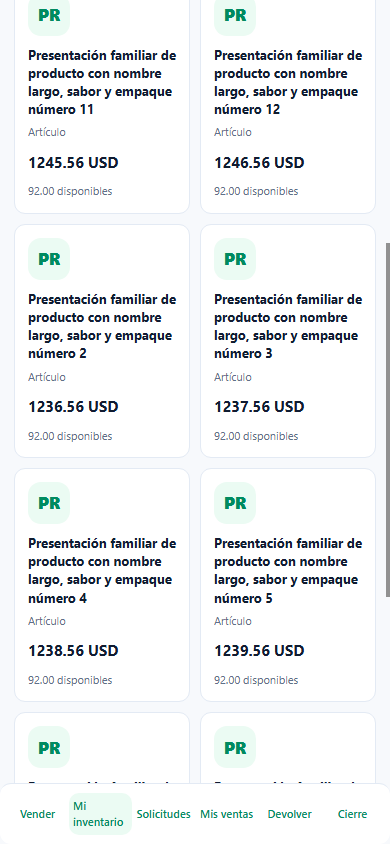 PR
PR
Presentación familiar de
producto con nombre
largo, sabor y empaque
número 11
Artículo
1245.56 USD
92.00 disponibles
Presentación familiar de
producto con nombre
largo, sabor y empaque
número 12
Artículo
1246.56 USD
92.00 disponibles
PR
Presentación familiar de
producto con nombre
largo, sabor y empaque
número 2
Artículo
1236.56 USD
92.00 disponibles
PR
Presentación familiar de
producto con nombre
largo, sabor y empaque
número 3
Artículo
1237.56 USD
92.00 disponibles
PR
Presentación familiar de
producto con nombre
largo, sabor y empaque
número 4
Artículo
1238.56 USD
92.00 disponibles
PR
Presentación familiar de
producto con nombre
largo, sabor y empaque
número 5
Artículo
1239.56 USD
92.00 disponibles
PR
PR
Vender
Mi
inventario
Solicitudes
Mis ventas
Devolver
Cierre